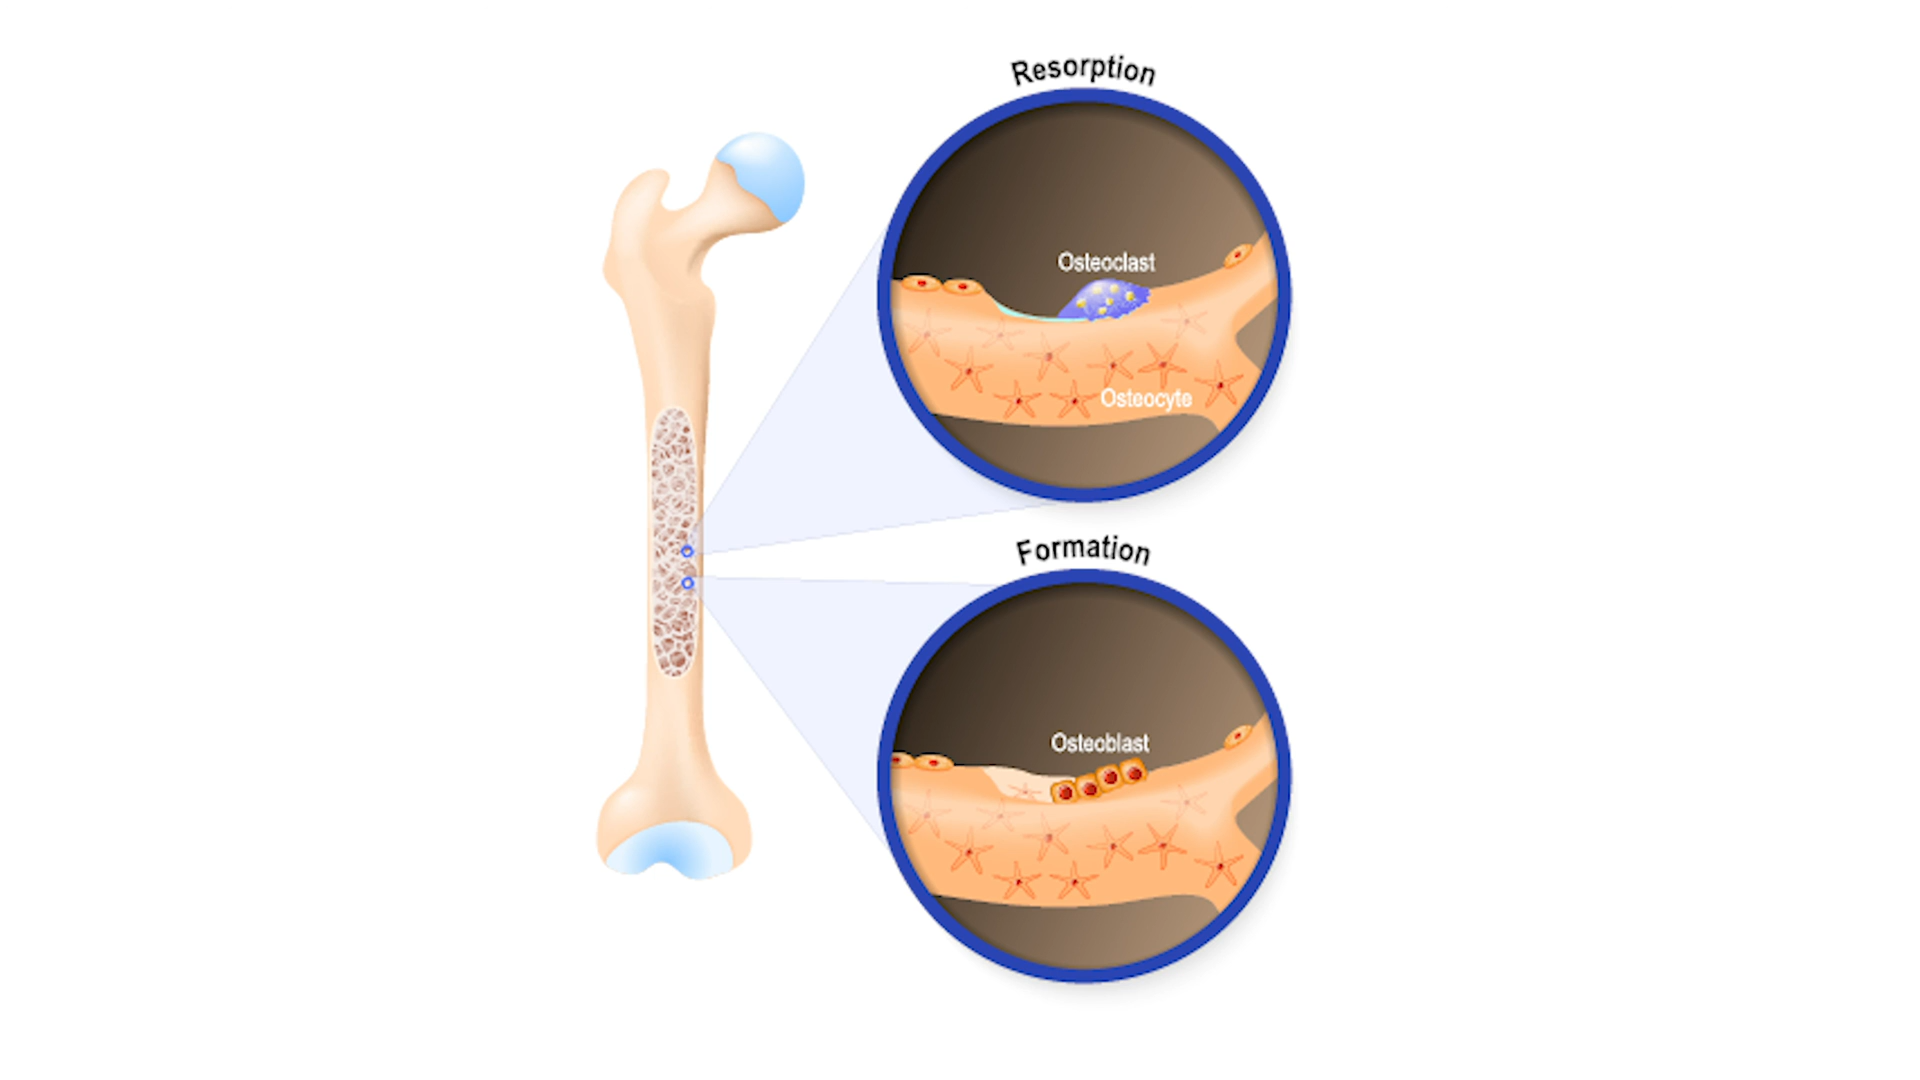 Resorption
Osteoclast
Osteocyte
Formation
Osteoblast